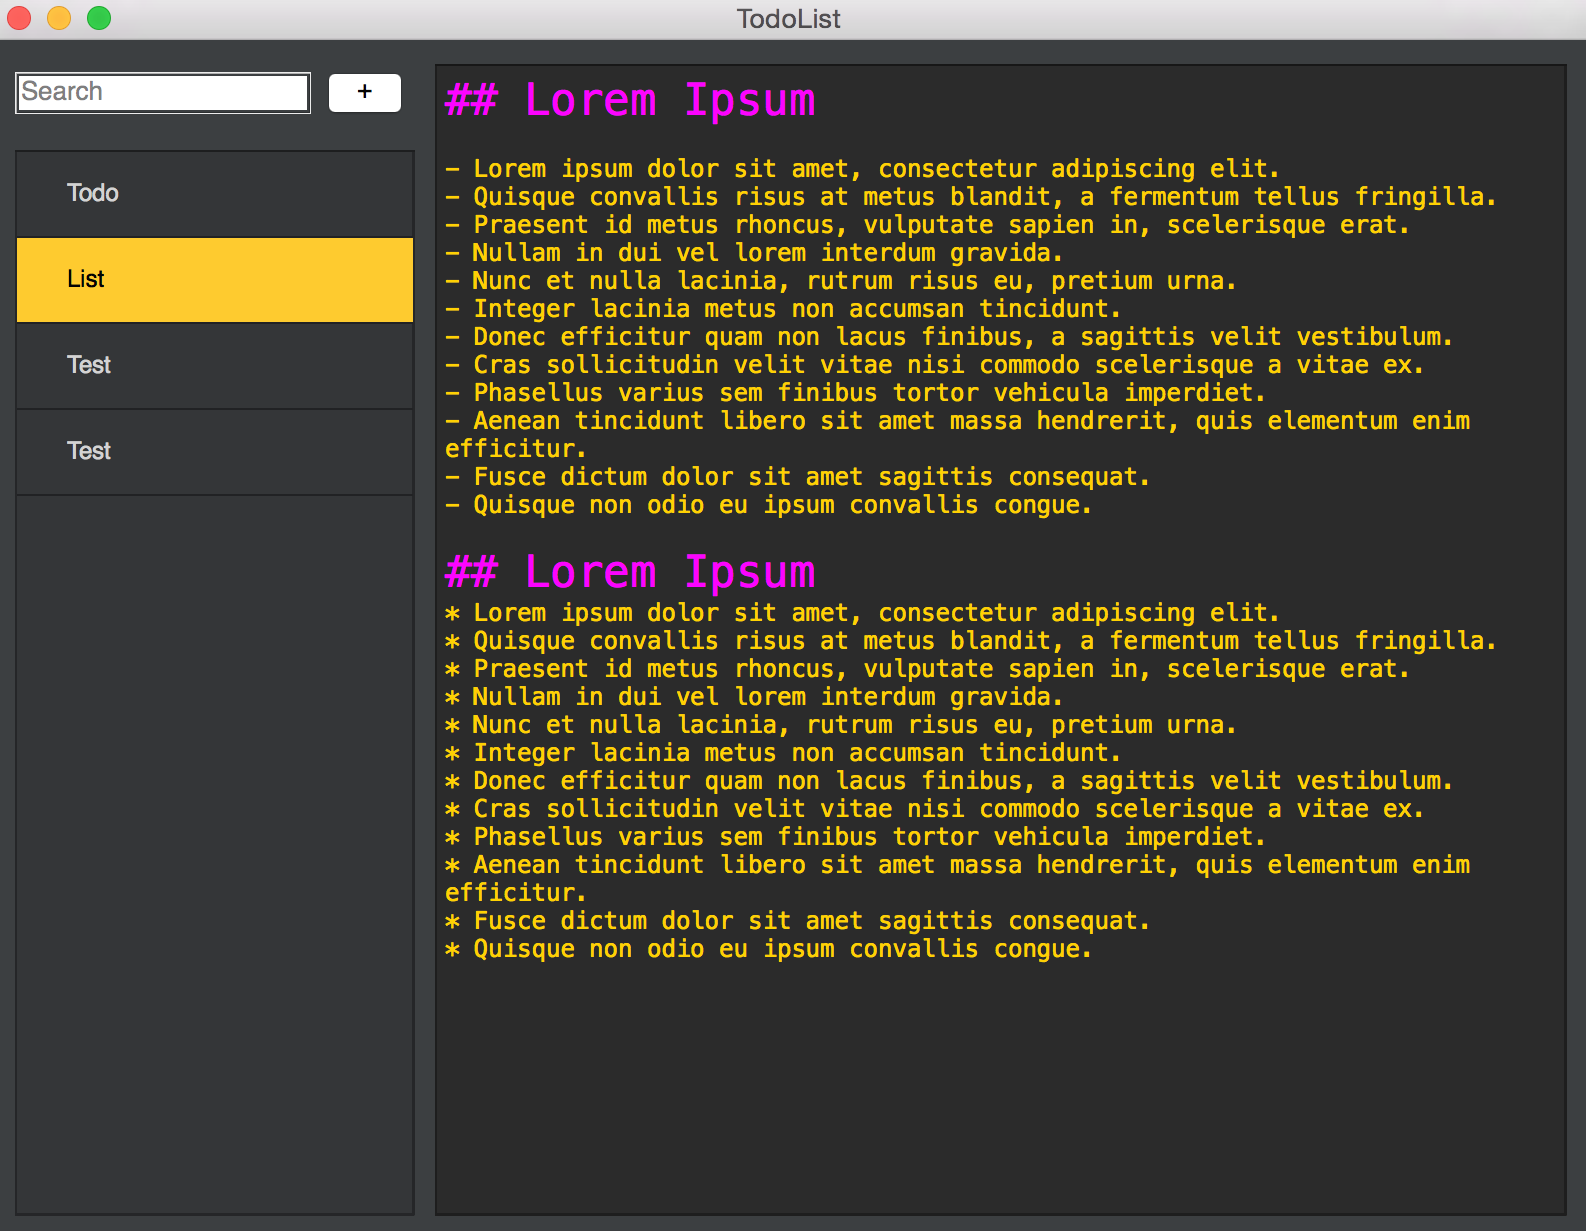 TodoList
Search
+
Todo
List
Test
Test
## Lorem Ipsum
- Lorem ipsum dolor sit amet, consectetur adipiscing elit.
- Quisque convallis risus at metus blandit, a fermentum tellus fringilla.
- Praesent id metus rhoncus, vulputate sapien in, scelerisque erat.
- Nullam in dui vel lorem interdum gravida.
- Nunc et nulla lacinia, rutrum risus eu, pretium urna.
- Integer lacinia metus non accumsan tincidunt.
- Donec efficitur quam non lacus finibus, a sagittis velit vestibulum.
- Cras sollicitudin velit vitae nisi commodo scelerisque a vitae ex.
- Phasellus varius sem finibus tortor vehicula imperdiet.
- Aenean tincidunt libero sit amet massa hendrerit, quis elementum enim
efficitur.
- Fusce dictum dolor sit amet sagittis consequat.
- Quisque non odio eu ipsum convallis congue.
## Lorem Ipsum
* Lorem ipsum dolor sit amet, consectetur adipiscing elit.
* Quisque convallis risus at metus blandit, a fermentum tellus fringilla.
* Praesent id metus rhoncus, vulputate sapien in, scelerisque erat.
* Nullam in dui vel lorem interdum gravida.
* Nunc et nulla lacinia, rutrum risus eu, pretium urna.
* Integer lacinia metus non accumsan tincidunt.
* Donec efficitur quam non lacus finibus, a sagittis velit vestibulum.
* Cras sollicitudin velit vitae nisi commodo scelerisque a vitae ex.
* Phasellus varius sem finibus tortor vehicula imperdiet.
* Aenean tincidunt libero sit amet massa hendrerit, quis elementum enim
efficitur.
* Fusce dictum dolor sit amet sagittis consequat.
* Quisque non odio eu ipsum convallis congue.